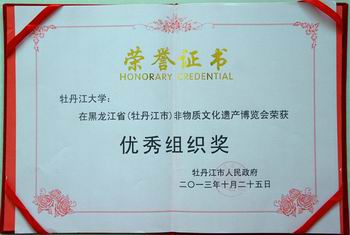 荣誉证书
HONORARY CREDENTIAL
牡丹江大学：
在黑龙江省(牡丹江市)非物质文化遗产博览会荣获
优秀组织奖
牡丹江市人民政府
二〇一三年十月二十五日